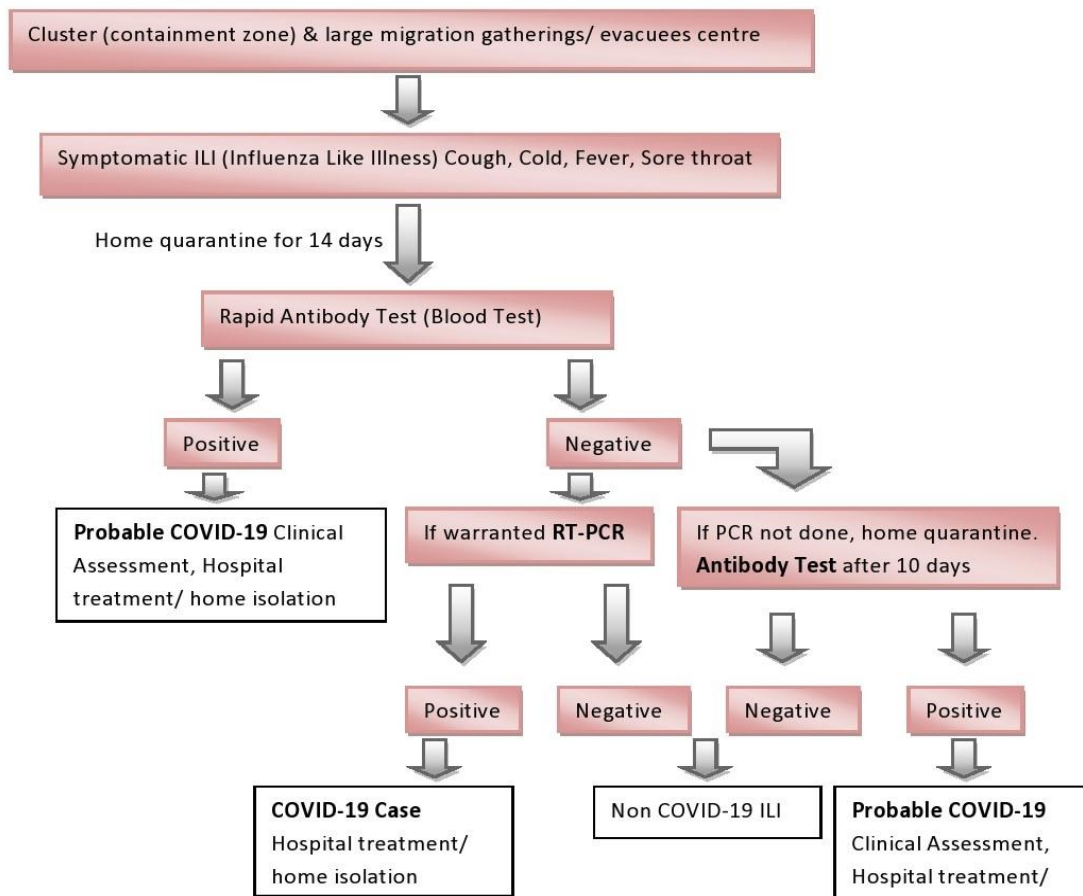 Cluster (containment zone) & large migration gatherings/ evacuees centre
Symptomatic ILI (Influenza Like Illness) Cough, Cold, Fever, Sore throat
Home quarantine for 14 days
Rapid Antibody Test (Blood Test)
Positive
Negative
Probable COVID-19 Clinical
Assessment, Hospital
treatment/ home isolation
If warranted RT-PCR
If PCR not done, home quarantine.
Antibody Test after 10 days
Positive
Negative
Negative
Positive
COVID-19 Case
Hospital treatment/
home isolation
Non COVID-19 ILI
Probable COVID-19
Clinical Assessment,
Hospital treatment/